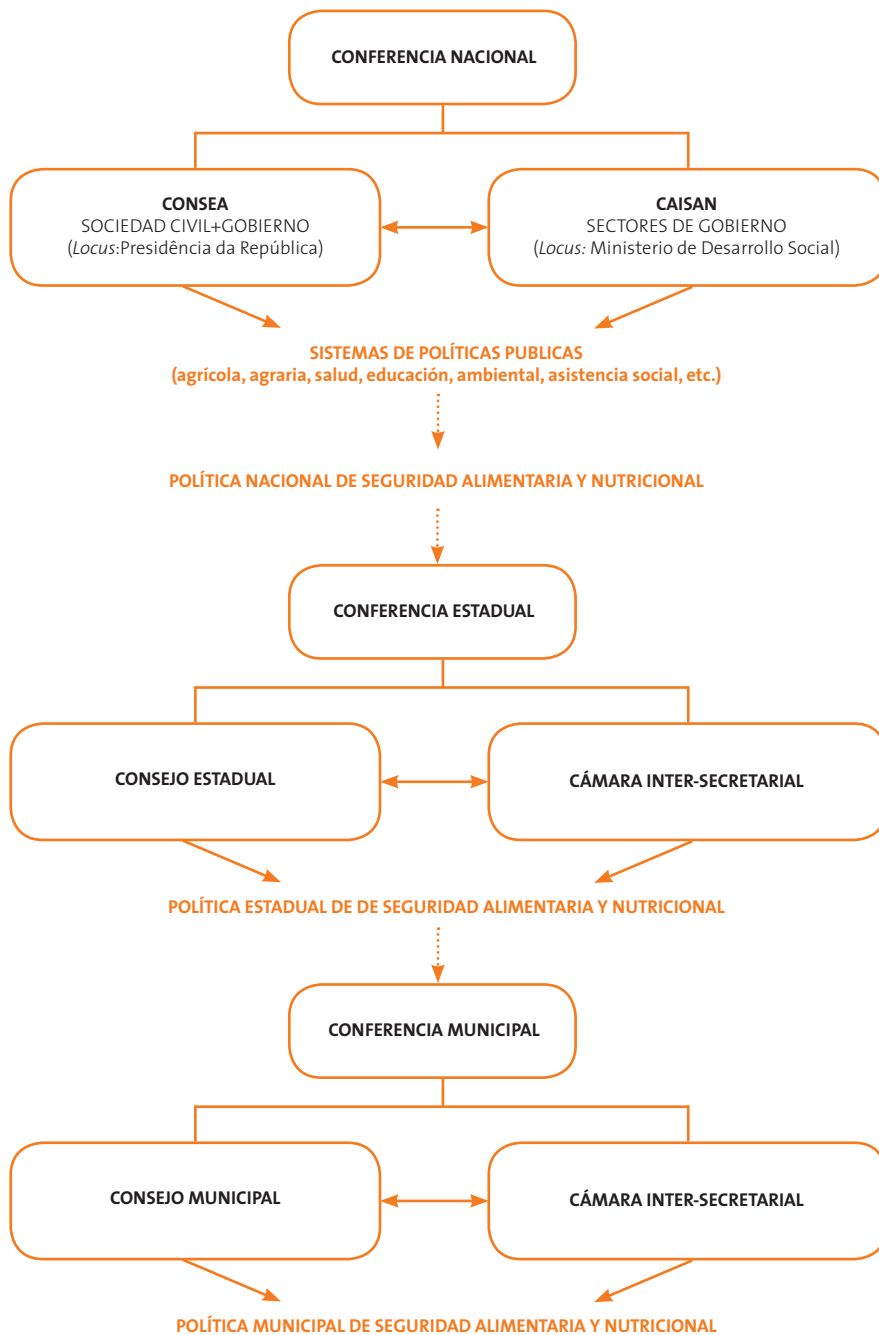 CONFERENCIA NACIONAL
CONSEA
SOCIEDAD CIVIL+GOBIERNO
(Locus:Presidência da República)
CAISAN
SECTORES DE GOBIERNO
(Locus: Ministerio de Desarrollo Social)
SISTEMAS DE POLÍTICAS PUBLICAS
(agrícola, agraria, salud, educación, ambiental, asistencia social, etc.)
POLÍTICA NACIONAL DE SEGURIDAD ALIMENTARIA Y NUTRICIONAL
CONFERENCIA ESTADUAL
CONSEJO ESTADUAL
CÁMARA INTER-SECRETARIAL
POLÍTICA ESTADUAL DE DE SEGURIDAD ALIMENTARIA Y NUTRICIONAL
CONFERENCIA MUNICIPAL
CONSEJO MUNICIPAL
CÁMARA INTER-SECRETARIAL
POLÍTICA MUNICIPAL DE SEGURIDAD ALIMENTARIA Y NUTRICIONAL